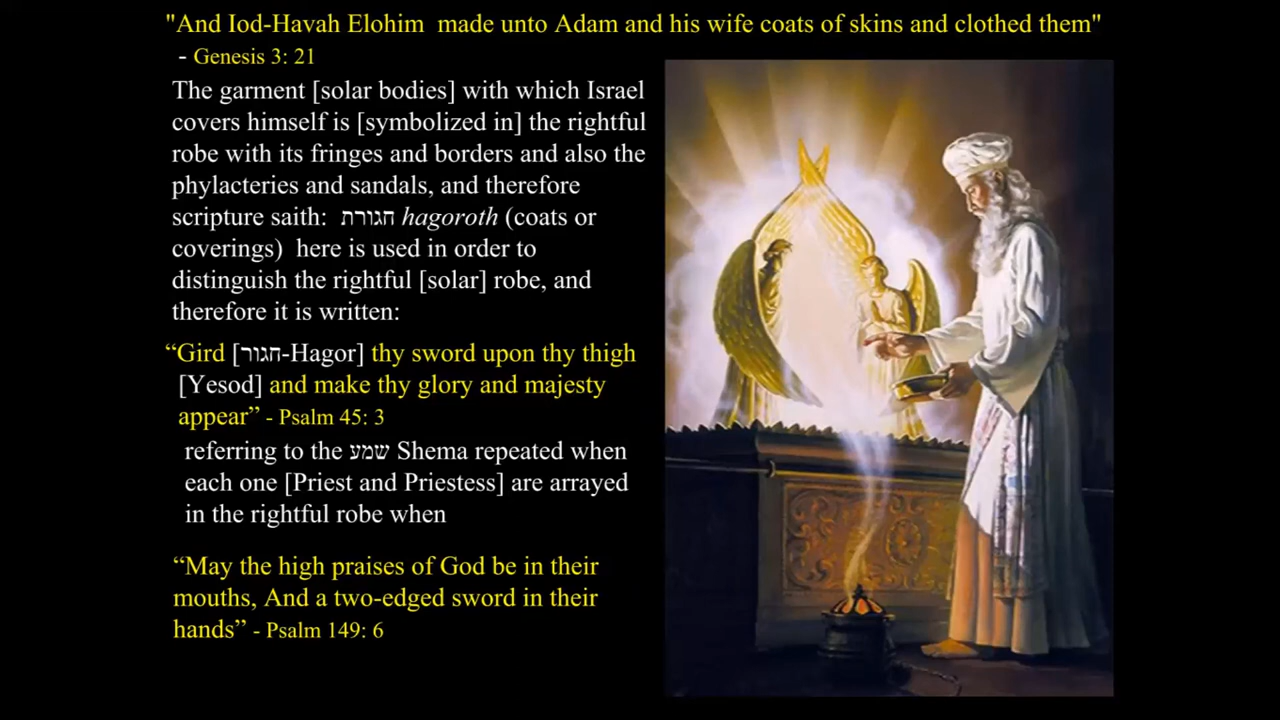 "And Iod-Havah Elohim made unto Adam and his wife coats of skins and clothed them"
- Genesis 3: 21
The garment [solar bodies] with which Israel
covers himself is [symbolized in] the rightful
robe with its fringes and borders and also the
phylacteries and sandals, and therefore
scripture saith: חגורת hagoroth (coats or
coverings) here is used in order to
distinguish the rightful [solar] robe, and
therefore it is written:
“Gird [חגור-Hagor] thy sword upon thy thigh
[Yesod] and make thy glory and majesty
appear” - Psalm 45: 3
referring to the שמע Shema repeated when
each one [Priest and Priestess] are arrayed
in the rightful robe when
“May the high praises of God be in their
mouths, And a two-edged sword in their
hands” - Psalm 149: 6